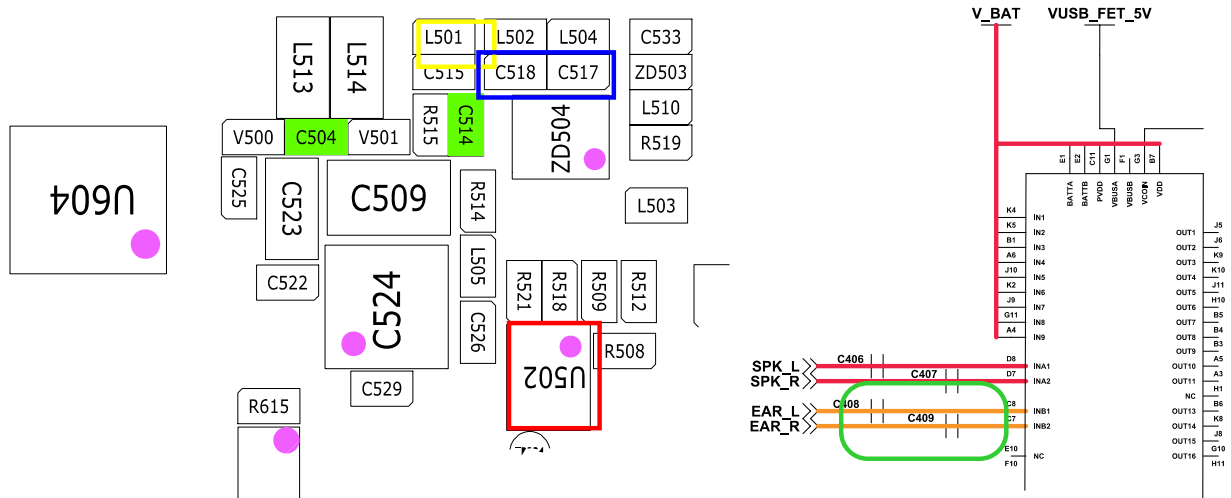 L501 L502 L504 C533
L513 L514 C515 C518 C517 ZD503
R515 C514 ZD504 L510
V500 C504 V501 R519
U604 C525 C523 C509 R514 L503
C522 C524 L505 R521 R518 R509 R512
C526 U502 R508
C529
R615
V_BAT VUSB_FET_5V
E1 E2 C11 G1 F1 G3 B7
BATTA BATTB PVDD VBUSA VBUSB VCOIN VDD
K4 IN1
K5 IN2
B1 IN3
A6 IN4
J10 IN5
K2 IN6
J9 IN7
G11 IN8
A4 IN9
SPK_L C406 D8 INA1
SPK_R C407 D7 INA2
EAR_L C408 C8 INB1
EAR_R C409 C7 INB2
E10 NC
F10
OUT1 J5
OUT2 J6
OUT3 K9
OUT4 K10
OUT5 J11
OUT6 H10
OUT7 B5
OUT8 B4
OUT9 B3
OUT10 A5
OUT11 A3
NC H1
OUT13 B6
OUT14 K8
OUT15 J8
OUT16 G10
H11